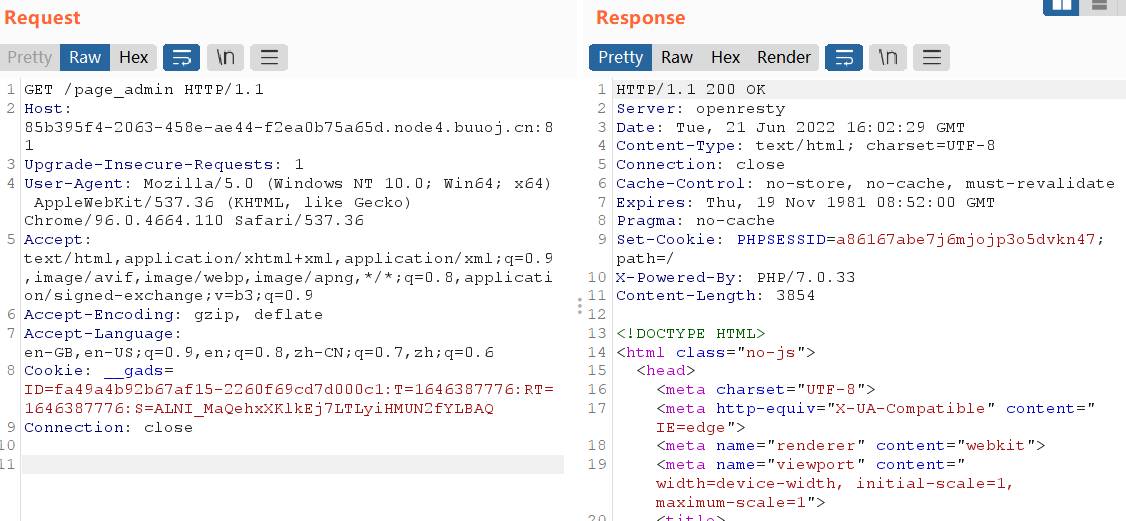 Request
Pretty Raw Hex \n
1 GET /page_admin HTTP/1.1
2 Host:
85b395f4-2063-458e-ae44-f2ea0b75a65d.node4.buuoj.cn:8
1
3 Upgrade-Insecure-Requests: 1
4 User-Agent: Mozilla/5.0 (Windows NT 10.0; Win64; x64)
AppleWebKit/537.36 (KHTML, like Gecko)
Chrome/96.0.4664.110 Safari/537.36
5 Accept:
text/html,application/xhtml+xml,application/xml;q=0.9
,image/avif,image/webp,image/apng,*/*;q=0.8,applicati
on/signed-exchange;v=b3;q=0.9
6 Accept-Encoding: gzip, deflate
7 Accept-Language:
en-GB,en-US;q=0.9,en;q=0.8,zh-CN;q=0.7,zh;q=0.6
8 Cookie: __gads=
ID=fa49a4b92b67af15-2260f69cd7d000c1:T=1646387776:RT=
1646387776:S=ALNI_MaQehxXKlkEj7LTLyiHMUN2fYLBAQ
9 Connection: close
10
11
Response
Pretty Raw Hex Render \n
1 HTTP/1.1 200 OK
2 Server: openresty
3 Date: Tue, 21 Jun 2022 16:02:29 GMT
4 Content-Type: text/html; charset=UTF-8
5 Connection: close
6 Cache-Control: no-store, no-cache, must-revalidate
7 Expires: Thu, 19 Nov 1981 08:52:00 GMT
8 Pragma: no-cache
9 Set-Cookie: PHPSESSID=a86167abe7j6mjojp3o5dvkn47;
path=/
10 X-Powered-By: PHP/7.0.33
11 Content-Length: 3854
12
13 <!DOCTYPE HTML>
14 <html class="no-js">
15 <head>
16 <meta charset="UTF-8">
17 <meta http-equiv="X-UA-Compatible" content="
IE=edge">
18 <meta name="renderer" content="webkit">
19 <meta name="viewport" content="
width=device-width, initial-scale=1,
maximum-scale=1">
20 <title>